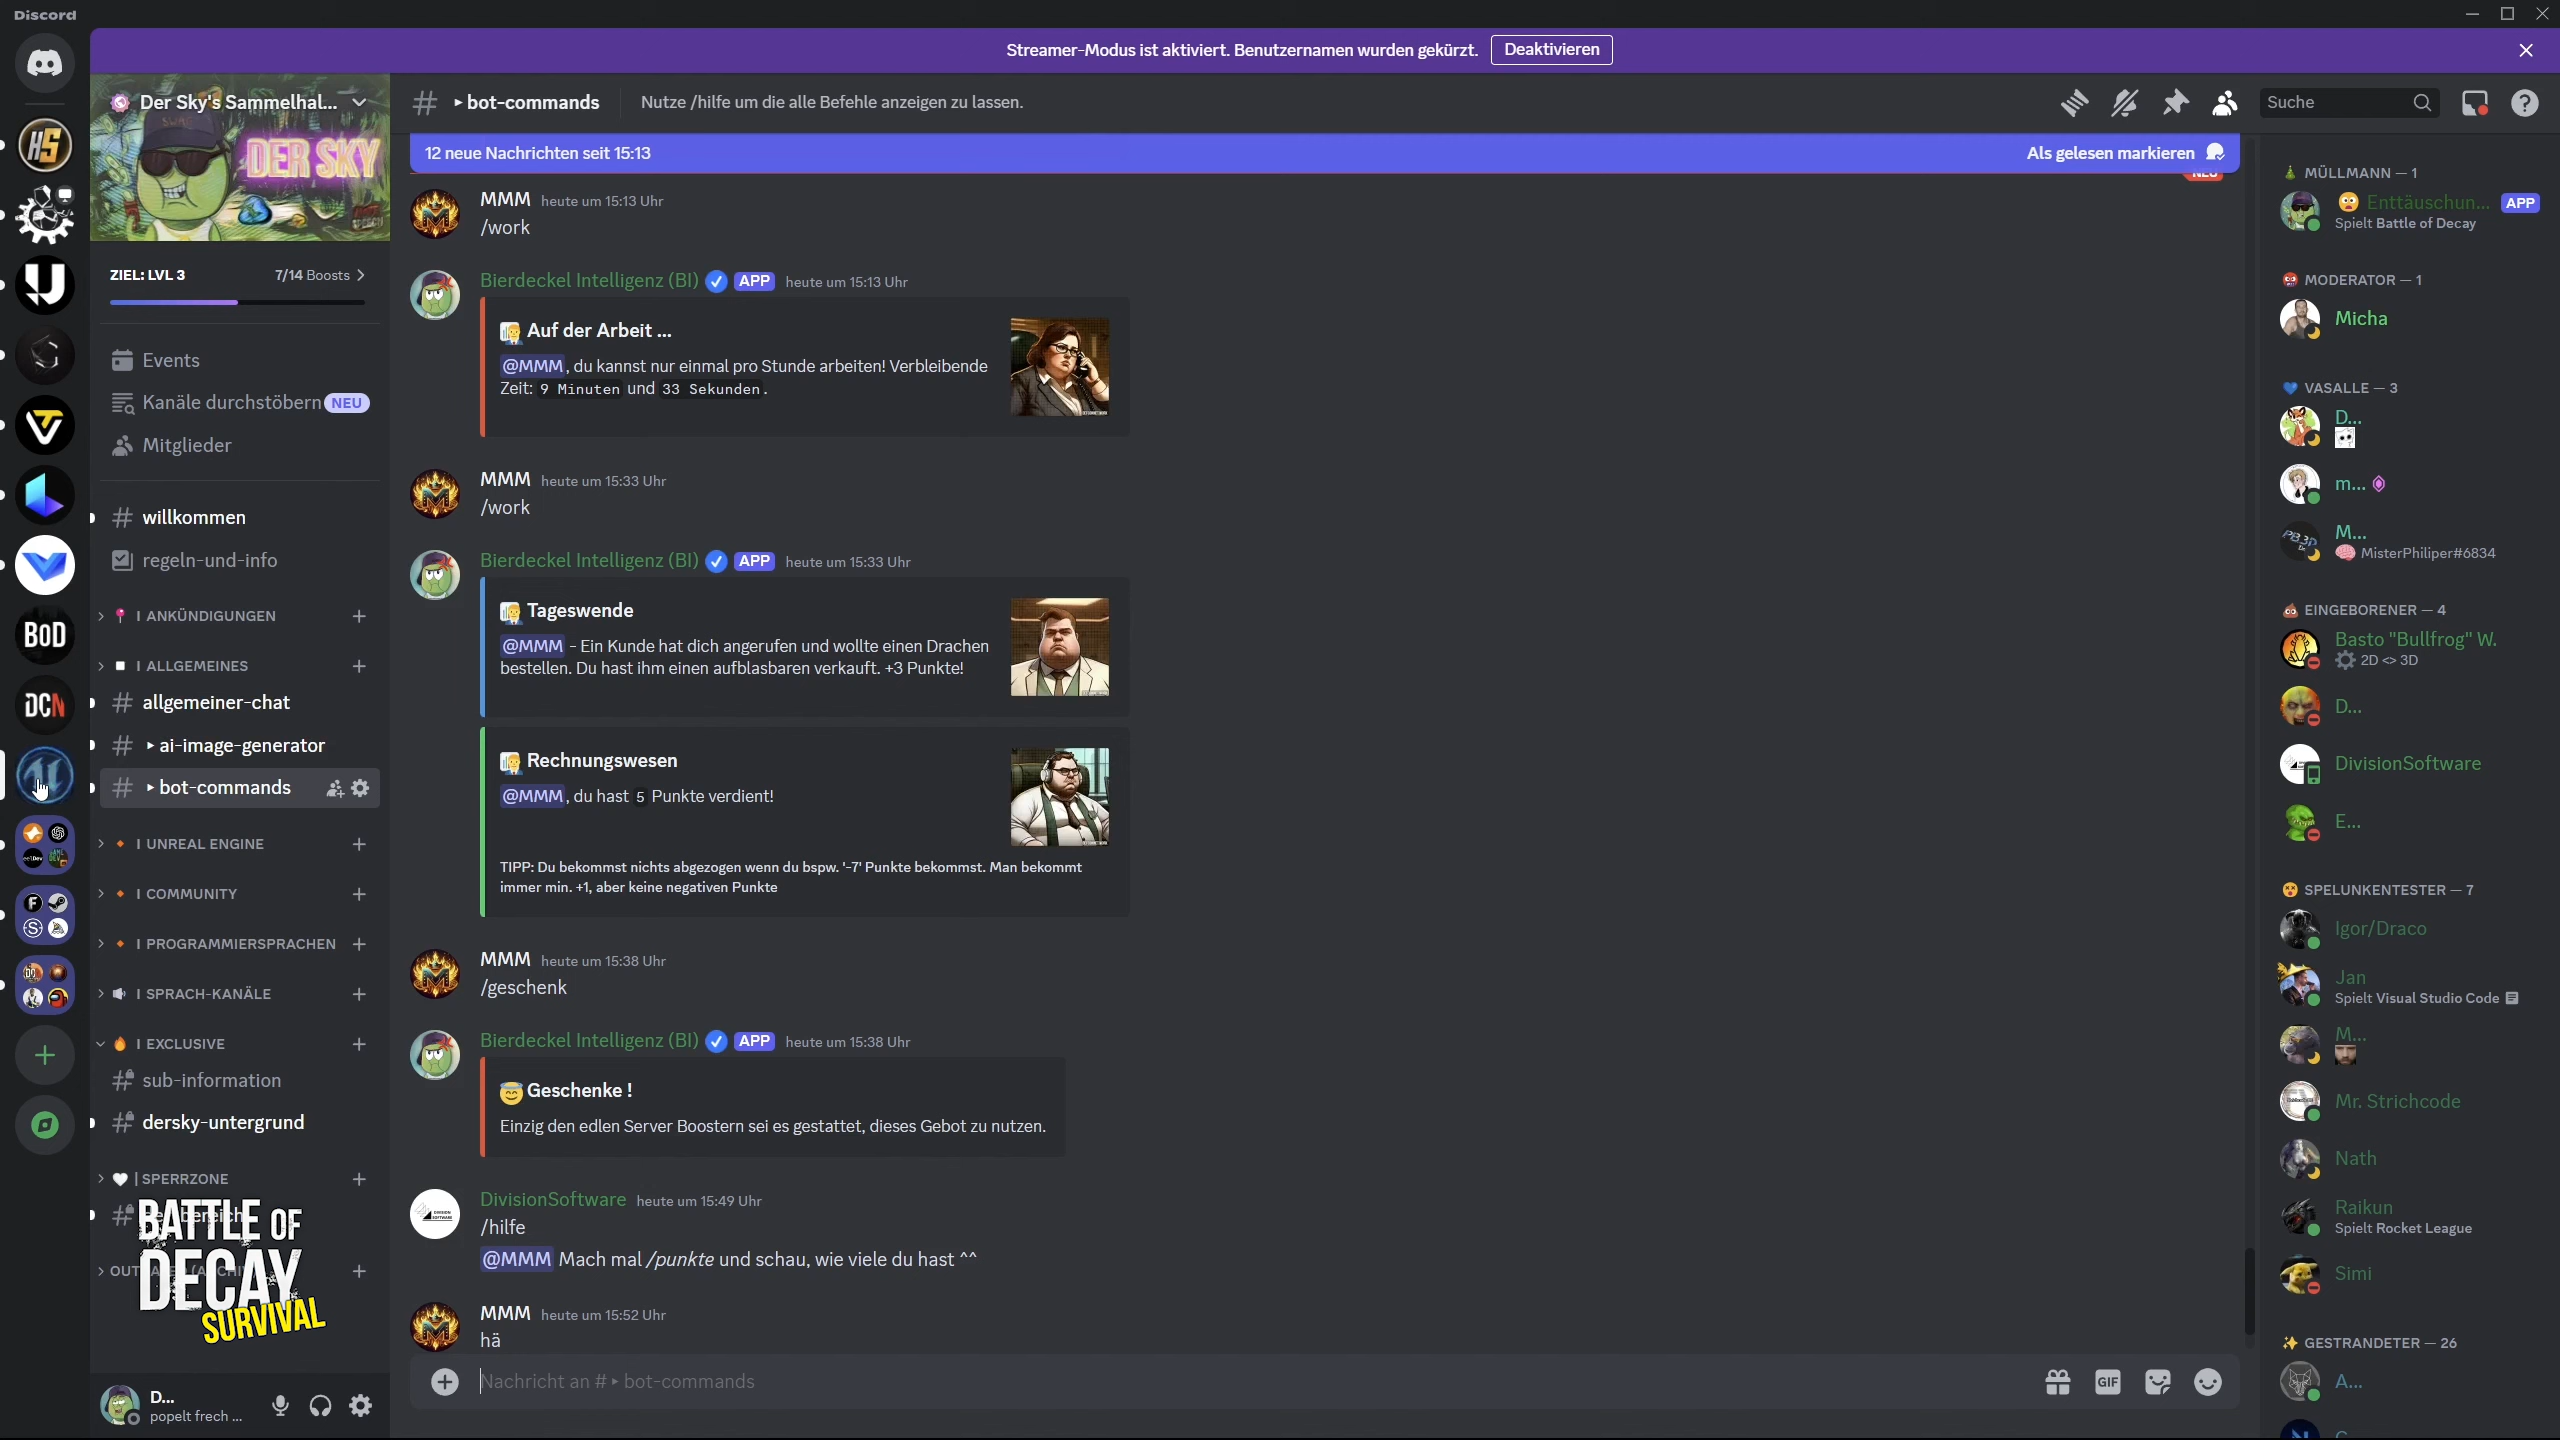 Discord
Streamer-Modus ist aktiviert. Benutzernamen wurden gekürzt. Deaktivieren
Der Sky's Sammelhal...
SWAG
DER SKY
ZIEL: LVL 3 7/14 Boosts
Events
Kanäle durchstöbern NEU
Mitglieder
willkommen
regeln-und-info
| ANKÜNDIGUNGEN
| ALLGEMEINES
allgemeiner-chat
ai-image-generator
bot-commands
| UNREAL ENGINE
| COMMUNITY
| PROGRAMMIERSPRACHEN
| SPRACH-KANÄLE
| EXCLUSIVE
sub-information
dersky-untergrund
| SPERRZONE
BATTLE OF
DECAY
SURVIVAL
D...
popelt frech ...
HS
BOD
DCN
bot-commands Nutze /hilfe um die alle Befehle anzeigen zu lassen.
Suche
12 neue Nachrichten seit 15:13 Als gelesen markieren
NEU
MMM heute um 15:13 Uhr
/work
Bierdeckel Intelligenz (BI) APP heute um 15:13 Uhr
Auf der Arbeit ...
@MMM, du kannst nur einmal pro Stunde arbeiten! Verbleibende
Zeit: 9 Minuten und 33 Sekunden.
MMM heute um 15:33 Uhr
/work
Bierdeckel Intelligenz (BI) APP heute um 15:33 Uhr
Tageswende
@MMM - Ein Kunde hat dich angerufen und wollte einen Drachen
bestellen. Du hast ihm einen aufblasbaren verkauft. +3 Punkte!
Rechnungswesen
@MMM, du hast 5 Punkte verdient!
TIPP: Du bekommst nichts abgezogen wenn du bspw. '-7' Punkte bekommst. Man bekommt
immer min. +1, aber keine negativen Punkte
MMM heute um 15:38 Uhr
/geschenk
Bierdeckel Intelligenz (BI) APP heute um 15:38 Uhr
Geschenke !
Einzig den edlen Server Boostern sei es gestattet, dieses Gebot zu nutzen.
DivisionSoftware heute um 15:49 Uhr
/hilfe
@MMM Mach mal /punkte und schau, wie viele du hast ^^
MMM heute um 15:52 Uhr
hä
Nachricht an # ▸ bot-commands
GIF
MÜLLMANN — 1
Enttäuschun... APP
Spielt Battle of Decay
MODERATOR — 1
Micha
VASALLE — 3
D...
m...
M...
MisterPhiliper#6834
EINGEBORENER — 4
Basto "Bullfrog" W.
2D <> 3D
D...
DivisionSoftware
E...
SPELUNKENTESTER — 7
Igor/Draco
Jan
Spielt Visual Studio Code
M...
Mr. Strichcode
Nath
Raikun
Spielt Rocket League
Simi
GESTRANDETER — 26
A...